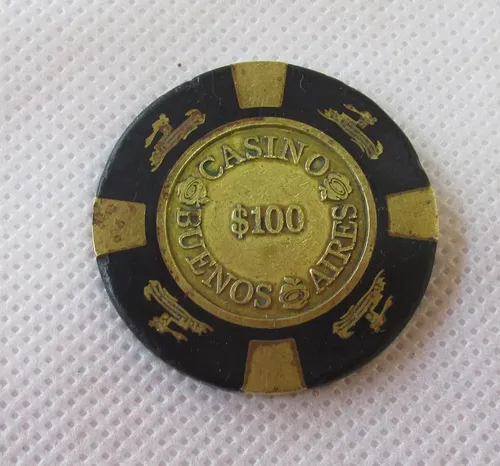 CASINO
$100
BUENOS AIRES